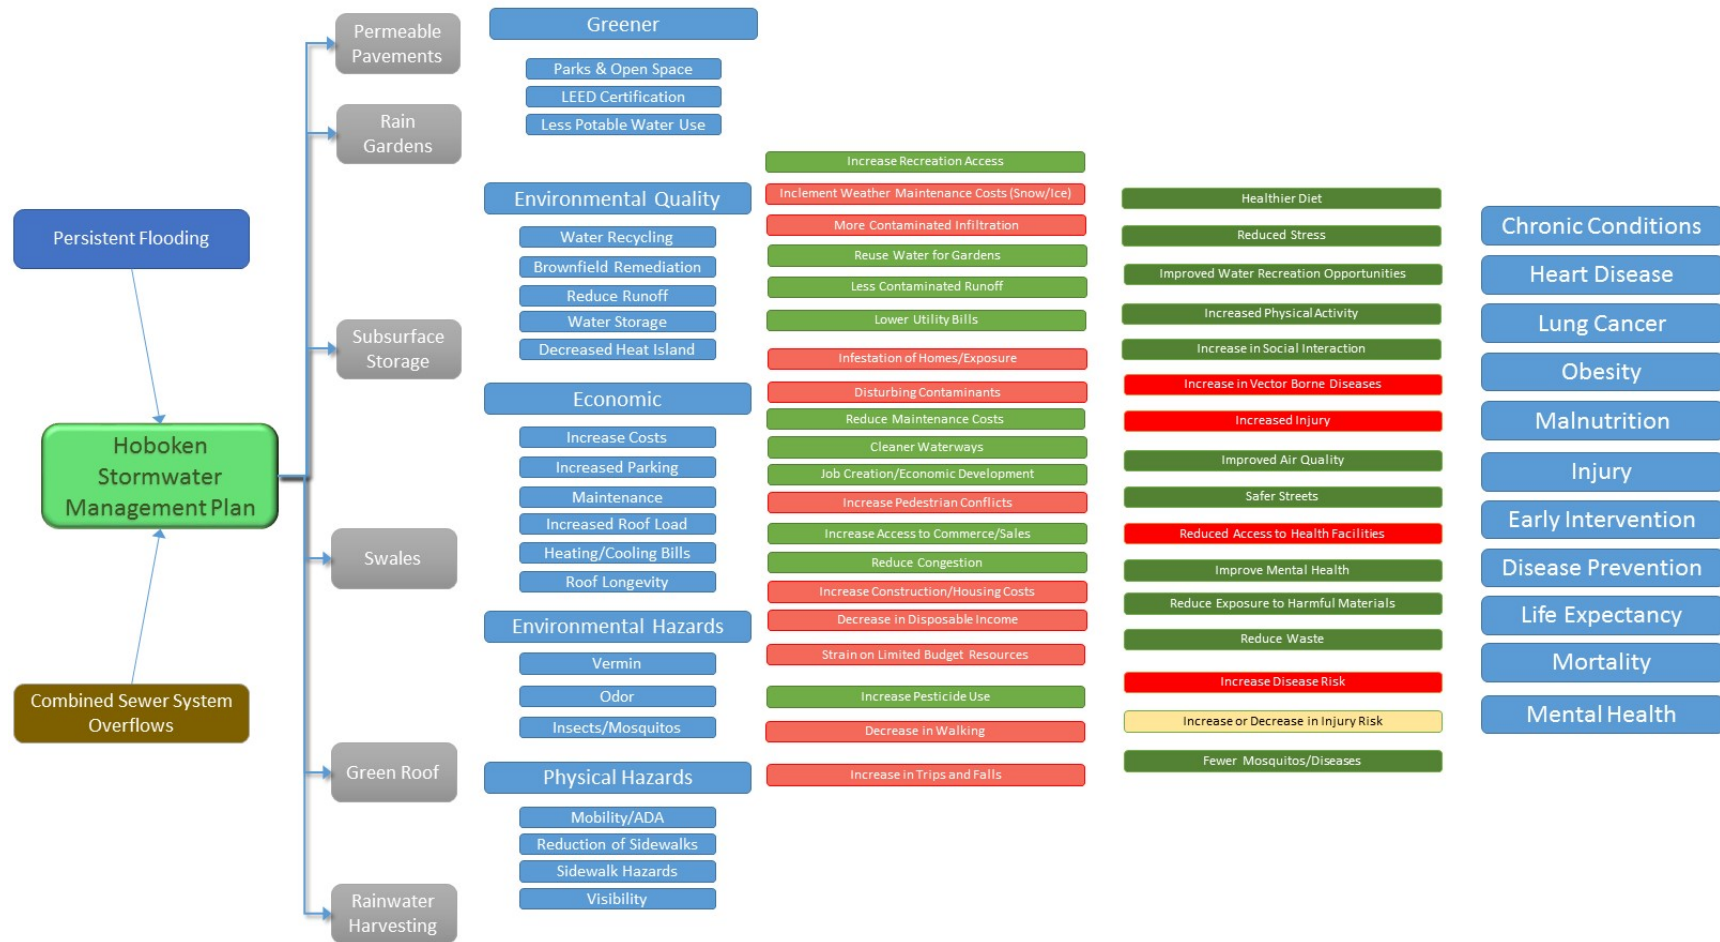 Persistent Flooding
Hoboken
Stormwater
Management Plan
Combined Sewer System
Overflows
Permeable
Pavements
Rain
Gardens
Subsurface
Storage
Swales
Green Roof
Rainwater
Harvesting
Greener
Parks & Open Space
LEED Certification
Less Potable Water Use
Environmental Quality
Water Recycling
Brownfield Remediation
Reduce Runoff
Water Storage
Decreased Heat Island
Economic
Increase Costs
Increased Parking
Maintenance
Increased Roof Load
Heating/Cooling Bills
Roof Longevity
Environmental Hazards
Vermin
Odor
Insects/Mosquitos
Physical Hazards
Mobility/ADA
Reduction of Sidewalks
Sidewalk Hazards
Visibility
Increase Recreation Access
Inclement Weather Maintenance Costs (Snow/Ice)
More Contaminated Infiltration
Reuse Water for Gardens
Less Contaminated Runoff
Lower Utility Bills
Infestation of Homes/Exposure
Disturbing Contaminants
Reduce Maintenance Costs
Cleaner Waterways
Job Creation/Economic Development
Increase Pedestrian Conflicts
Increase Access to Commerce/Sales
Reduce Congestion
Increase Construction/Housing Costs
Decrease in Disposable Income
Strain on Limited Budget Resources
Increase Pesticide Use
Decrease in Walking
Increase in Trips and Falls
Healthier Diet
Reduced Stress
Improved Water Recreation Opportunities
Increased Physical Activity
Increase in Social Interaction
Increase in Vector Borne Diseases
Increased Injury
Improved Air Quality
Safer Streets
Reduced Access to Health Facilities
Improve Mental Health
Reduce Exposure to Harmful Materials
Reduce Waste
Increase Disease Risk
Increase or Decrease in Injury Risk
Fewer Mosquitos/Diseases
Chronic Conditions
Heart Disease
Lung Cancer
Obesity
Malnutrition
Injury
Early Intervention
Disease Prevention
Life Expectancy
Mortality
Mental Health